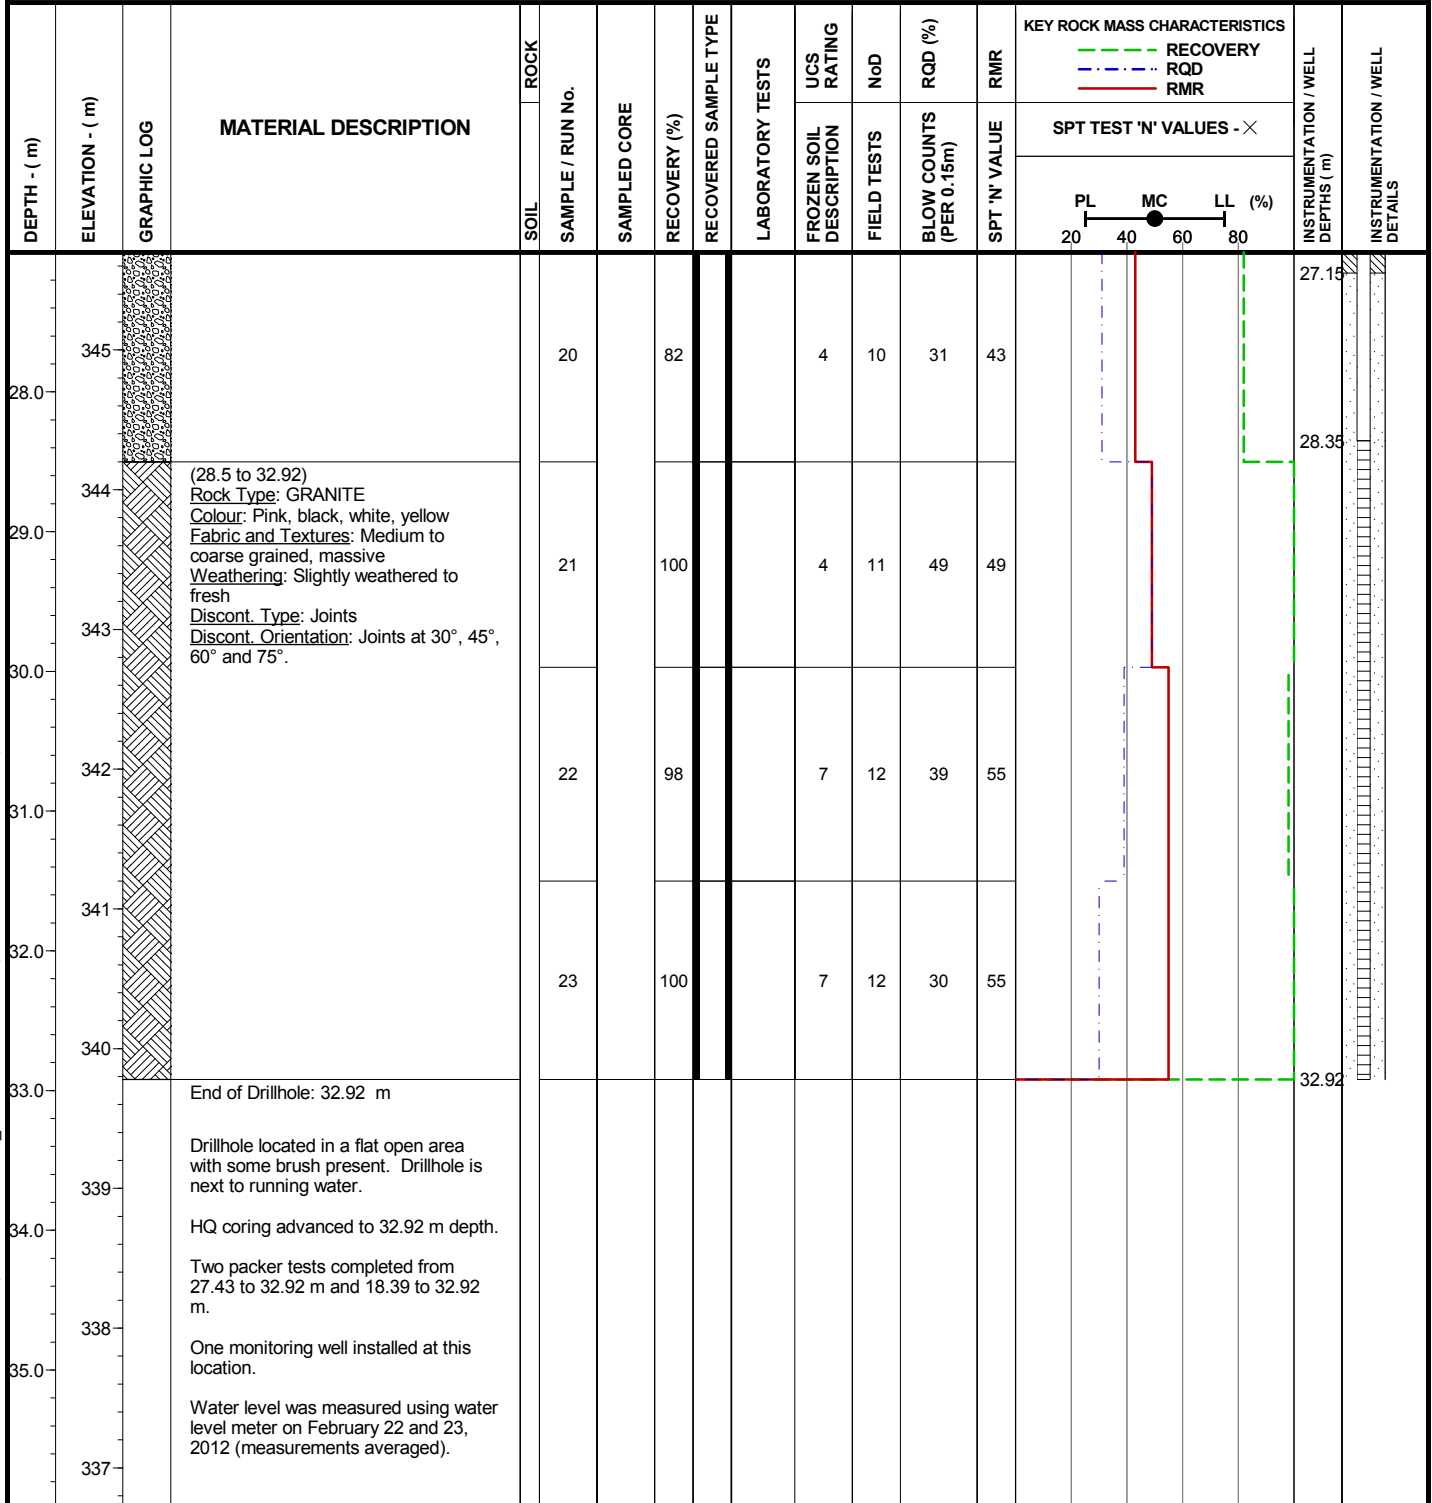 DEPTH - ( m)
ELEVATION - ( m)
GRAPHIC LOG
MATERIAL DESCRIPTION
SOIL
ROCK
SAMPLE / RUN No.
SAMPLED CORE
RECOVERY (%)
RECOVERED SAMPLE TYPE
LABORATORY TESTS
UCS
RATING
FROZEN SOIL
DESCRIPTION
NoD
FIELD TESTS
RQD (%)
BLOW COUNTS
(PER 0.15m)
RMR
SPT 'N' VALUE
KEY ROCK MASS CHARACTERISTICS
RECOVERY
RQD
RMR
SPT TEST 'N' VALUES - ×
PL MC LL (%)
20 40 60 80
INSTRUMENTATION / WELL
DEPTHS ( m)
INSTRUMENTATION / WELL
DETAILS
27.15
345
20 82 4 10 31 43
28.0
28.35
(28.5 to 32.92)
344
Rock Type: GRANITE
Colour: Pink, black, white, yellow
29.0
Fabric and Textures: Medium to
coarse grained, massive
21 100 4 11 49 49
Weathering: Slightly weathered to
fresh
Discont. Type: Joints
343
Discont. Orientation: Joints at 30°, 45°,
60° and 75°.
30.0
342
22 98 7 12 39 55
31.0
341
32.0
23 100 7 12 30 55
340
32.92
33.0
End of Drillhole: 32.92 m
Drillhole located in a flat open area
with some brush present. Drillhole is
next to running water.
339
34.0
HQ coring advanced to 32.92 m depth.
Two packer tests completed from
27.43 to 32.92 m and 18.39 to 32.92
m.
338
One monitoring well installed at this
location.
35.0
Water level was measured using water
level meter on February 22 and 23,
2012 (measurements averaged).
337